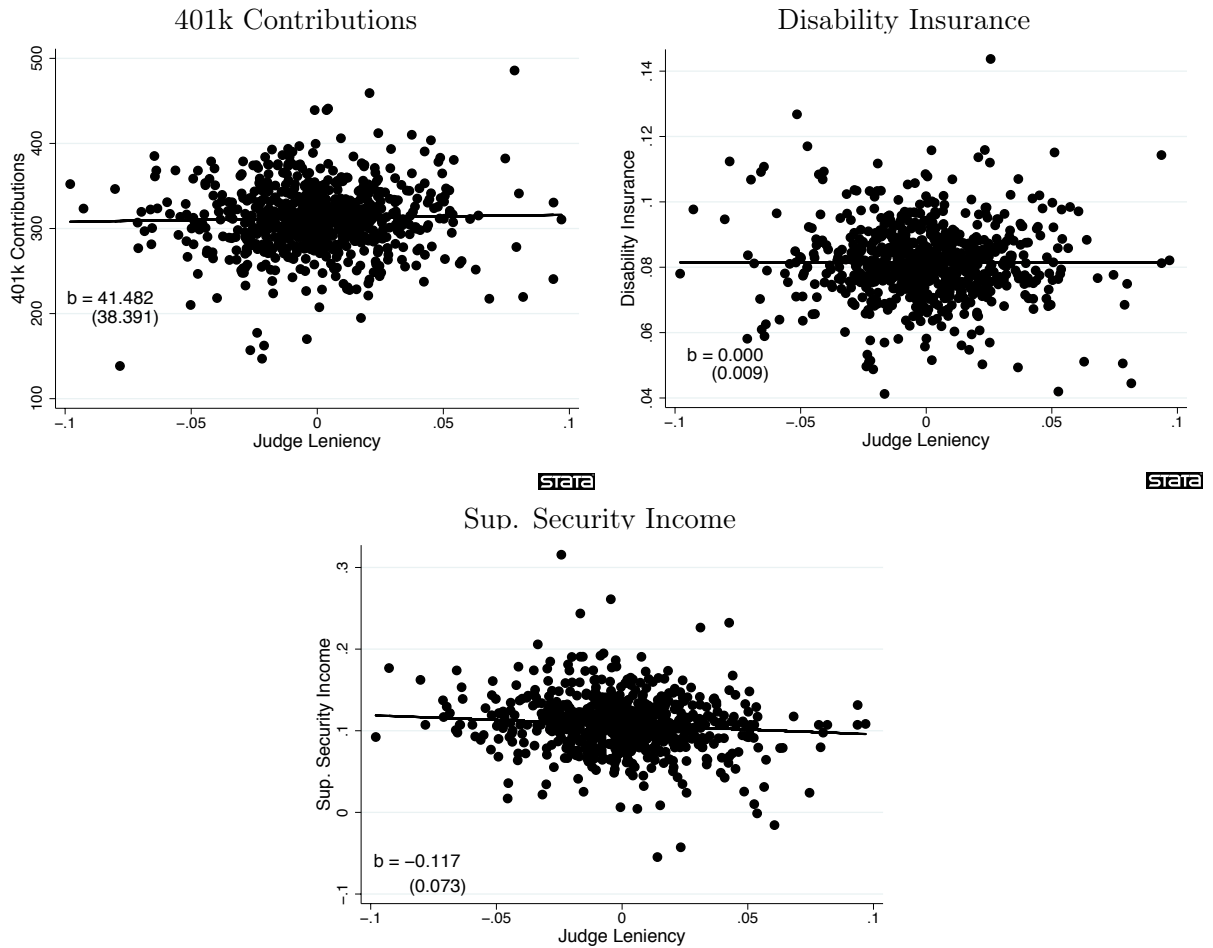 401k Contributions
401k Contributions
500
400
300
200
100
b = 41.482
(38.391)
−.1
−.05
0
.05
.1
Judge Leniency
stata
Disability Insurance
Disability Insurance
.14
.12
.1
.08
.06
.04
b = 0.000
(0.009)
−.1
−.05
0
.05
.1
Judge Leniency
stata
Sup. Security Income
Sup. Security Income
.3
.2
.1
0
−.1
b = −0.117
(0.073)
−.1
−.05
0
.05
.1
Judge Leniency